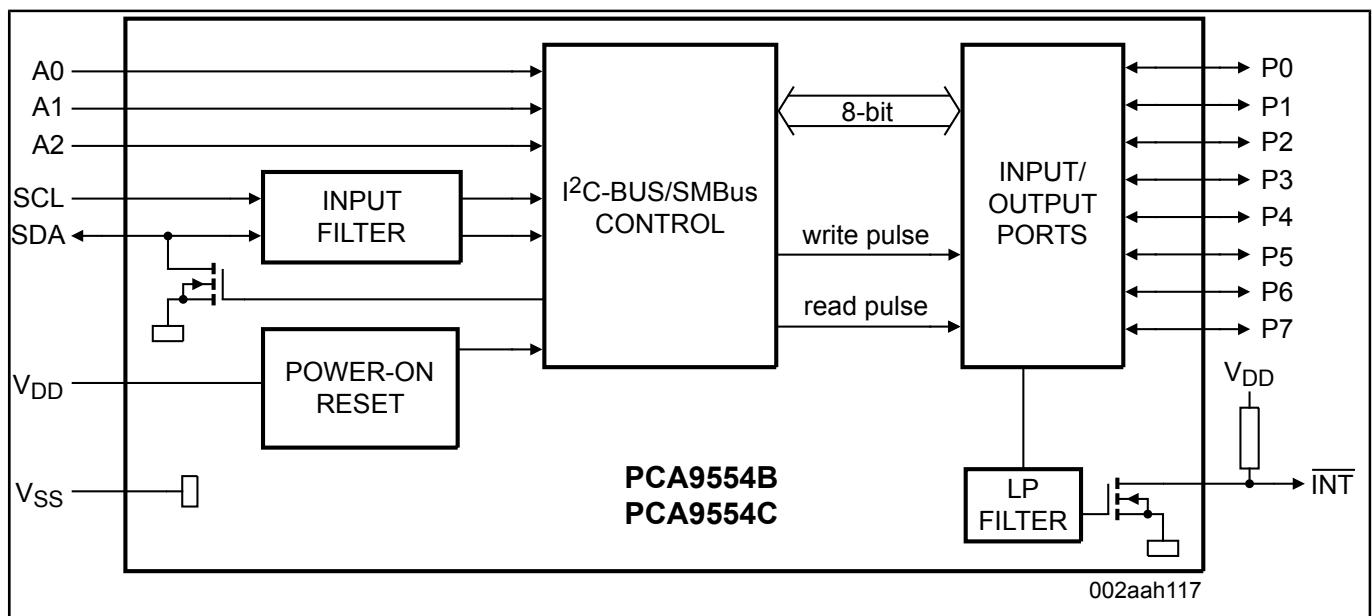 A0
A1
A2
SCL
SDA
VDD
VSS
INPUT
FILTER
POWER-ON
RESET
I2C-BUS/SMBus
CONTROL
8-bit
write pulse
read pulse
INPUT/
OUTPUT
PORTS
P0
P1
P2
P3
P4
P5
P6
P7
VDD
INT
LP
FILTER
PCA9554B
PCA9554C
002aah117